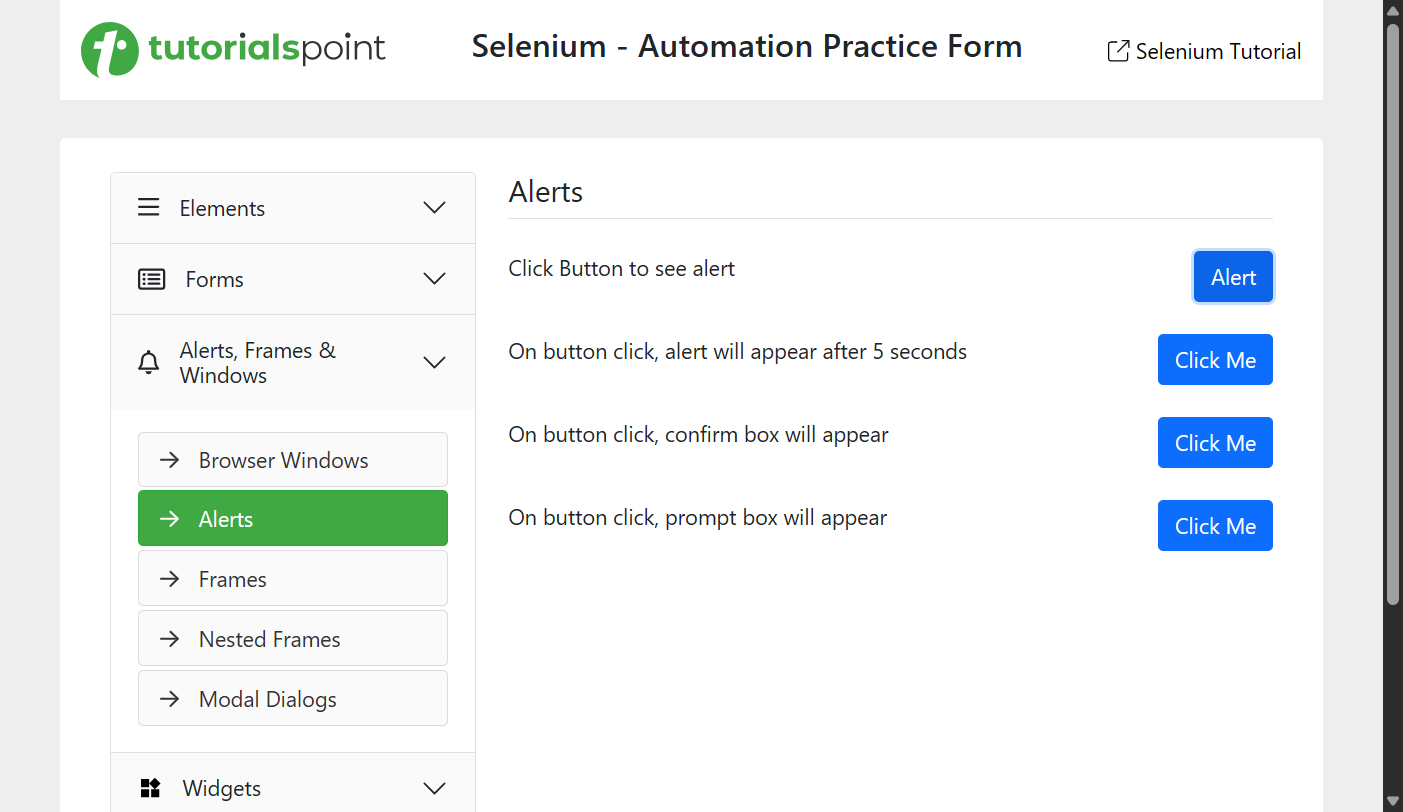 tutorialspoint
Selenium - Automation Practice Form
Selenium Tutorial
Elements
Forms
Alerts, Frames &
Windows
Browser Windows
Alerts
Frames
Nested Frames
Modal Dialogs
Widgets
Alerts
Click Button to see alert
Alert
On button click, alert will appear after 5 seconds
Click Me
On button click, confirm box will appear
Click Me
On button click, prompt box will appear
Click Me